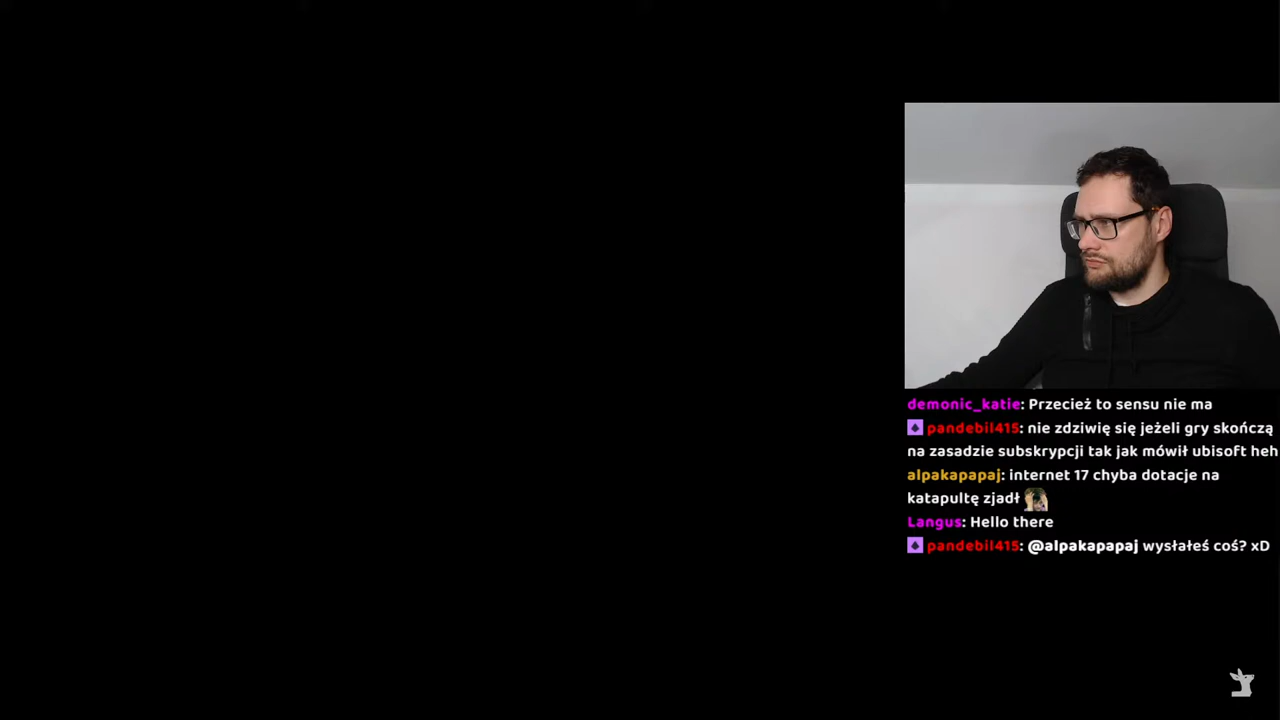 demonic_katie: Przecież to sensu nie ma
pandebil415: nie zdziwię się jeżeli gry skończą
na zasadzie subskrypcji tak jak mówił ubisoft heh
alpakapapaj: internet 17 chyba dotacje na
katapultę zjadł
Langus: Hello there
pandebil415: @alpakapapaj wysłałeś coś? xD